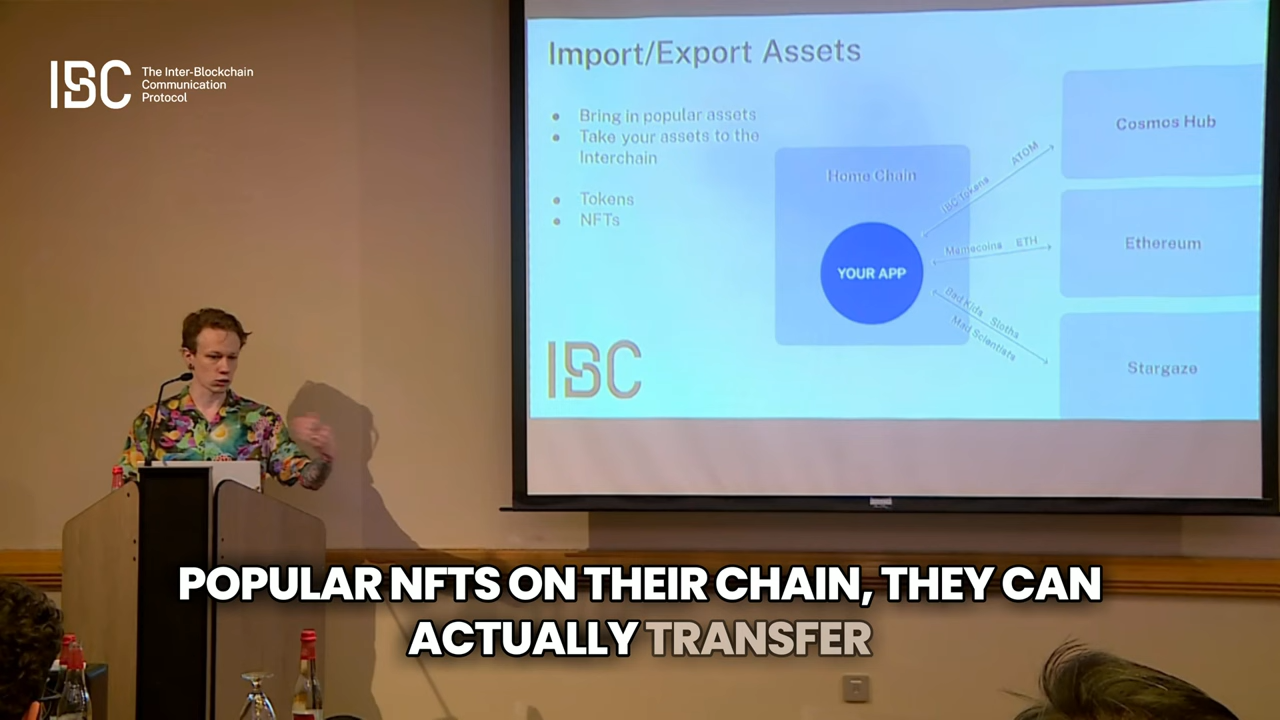 IBC
The Inter-Blockchain
Communication
Protocol
Import/Export Assets
● Bring in popular assets
● Take your assets to the
Interchain
● Tokens
● NFTs
Home Chain
YOUR APP
IBC Tokens ATOM
Memecoins ETH
Bad Kids Sloths
Mad Scientists
Cosmos Hub
Ethereum
Stargaze
IBC
POPULAR NFTS ON THEIR CHAIN, THEY CAN
ACTUALLY TRANSFER